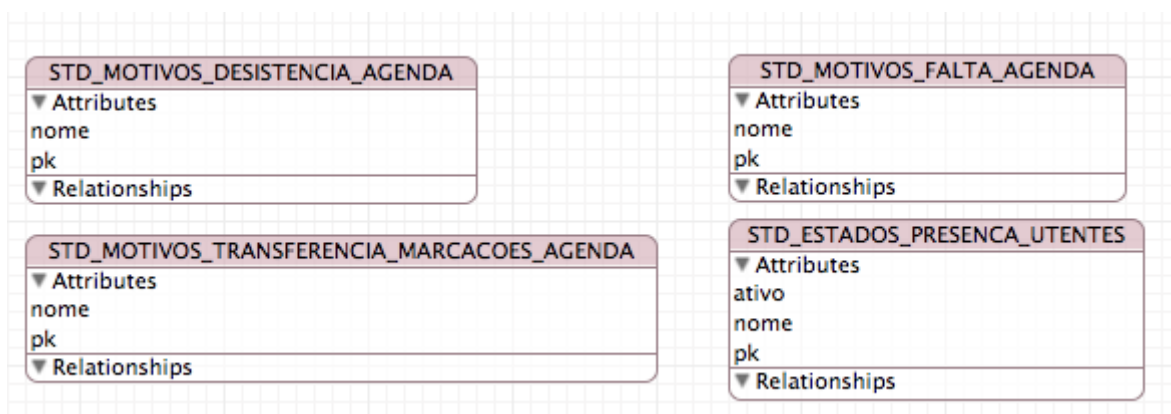 STD_MOTIVOS_DESISTENCIA_AGENDA
Attributes
nome
pk
Relationships
STD_MOTIVOS_FALTA_AGENDA
Attributes
nome
pk
Relationships
STD_MOTIVOS_TRANSFERENCIA_MARCACOES_AGENDA
Attributes
nome
pk
Relationships
STD_ESTADOS_PRESENCA_UTENTES
Attributes
ativo
nome
pk
Relationships